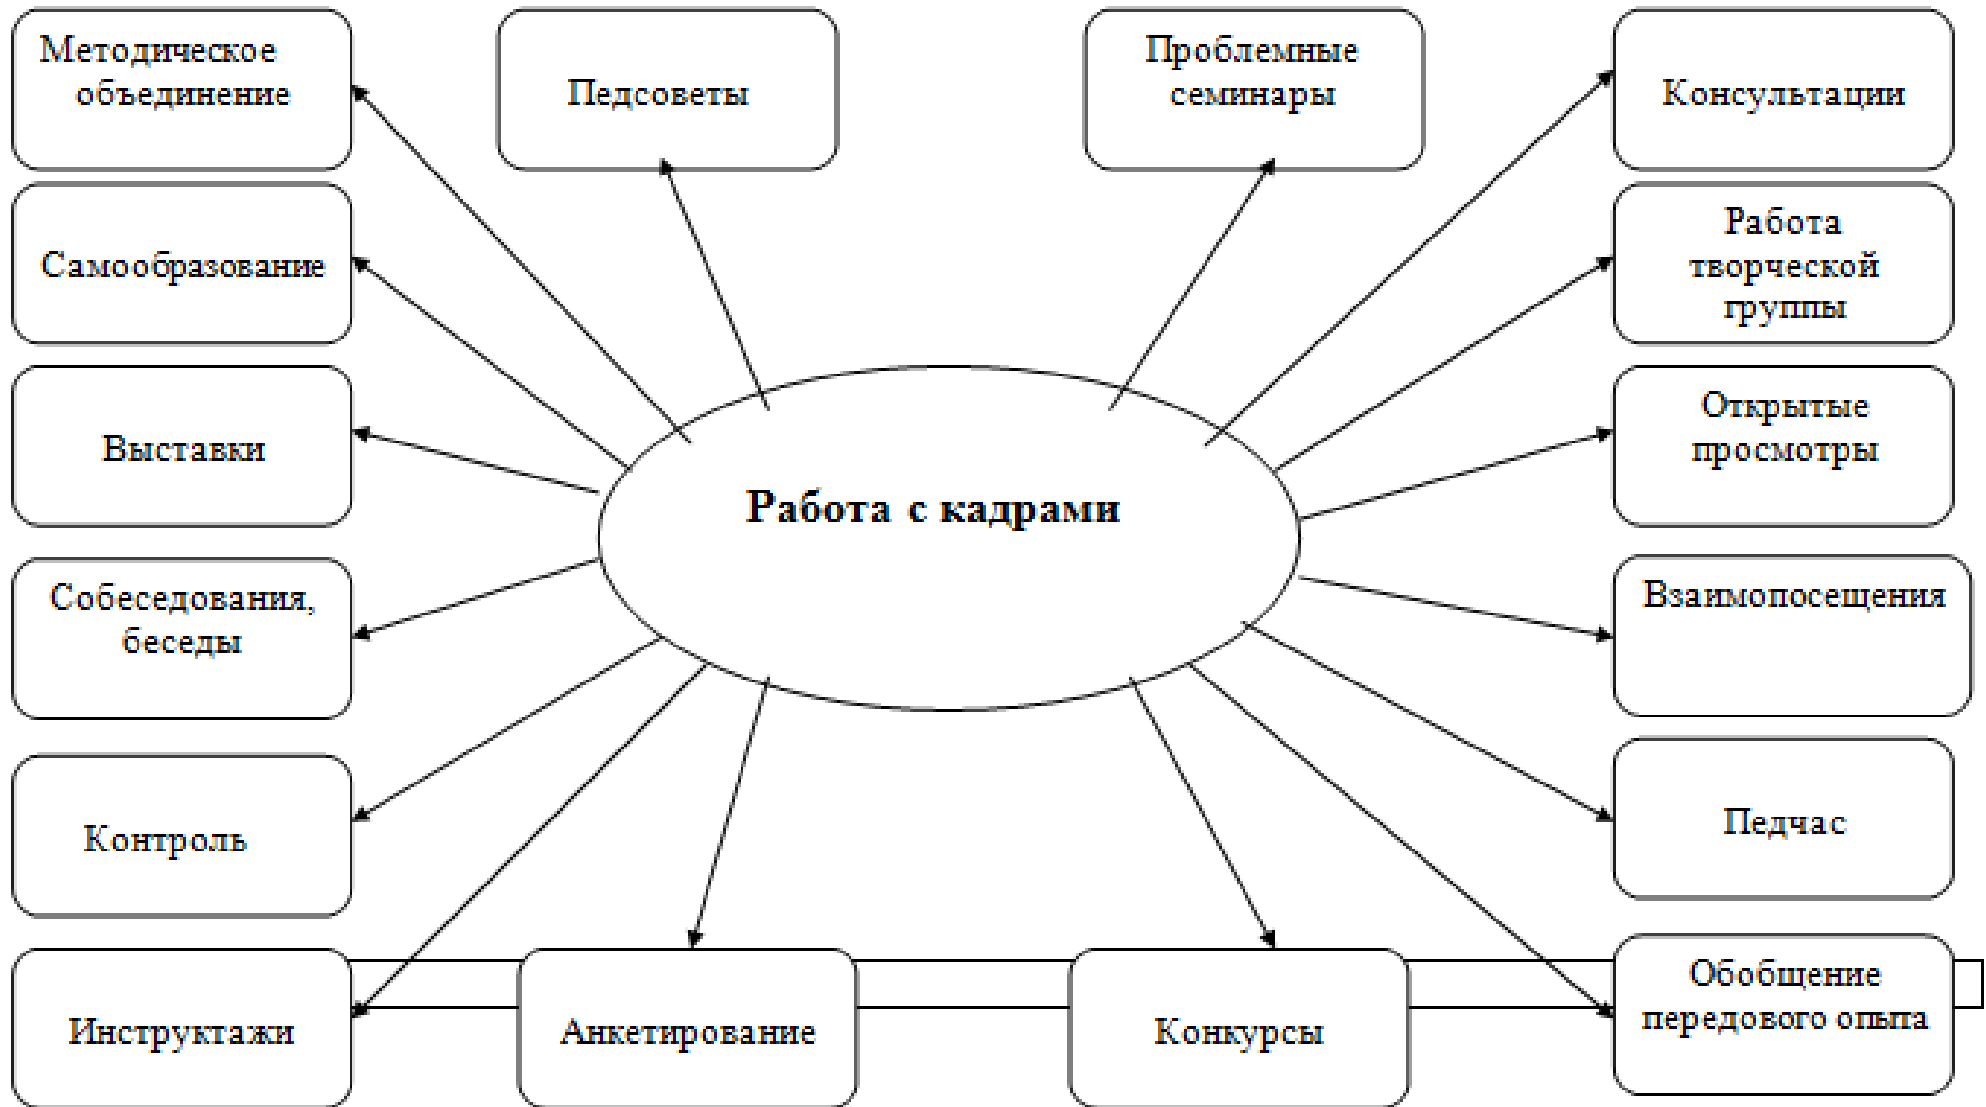 Методическое
объединение
Педсоветы
Проблемные
семинары
Консультации
Самообразование
Работа
творческой
группы
Выставки
Открытые
просмотры
Работа с кадрами
Собеседования,
беседы
Взаимопосещения
Контроль
Педчас
Инструктажи
Анкетирование
Конкурсы
Обобщение
передового опыта